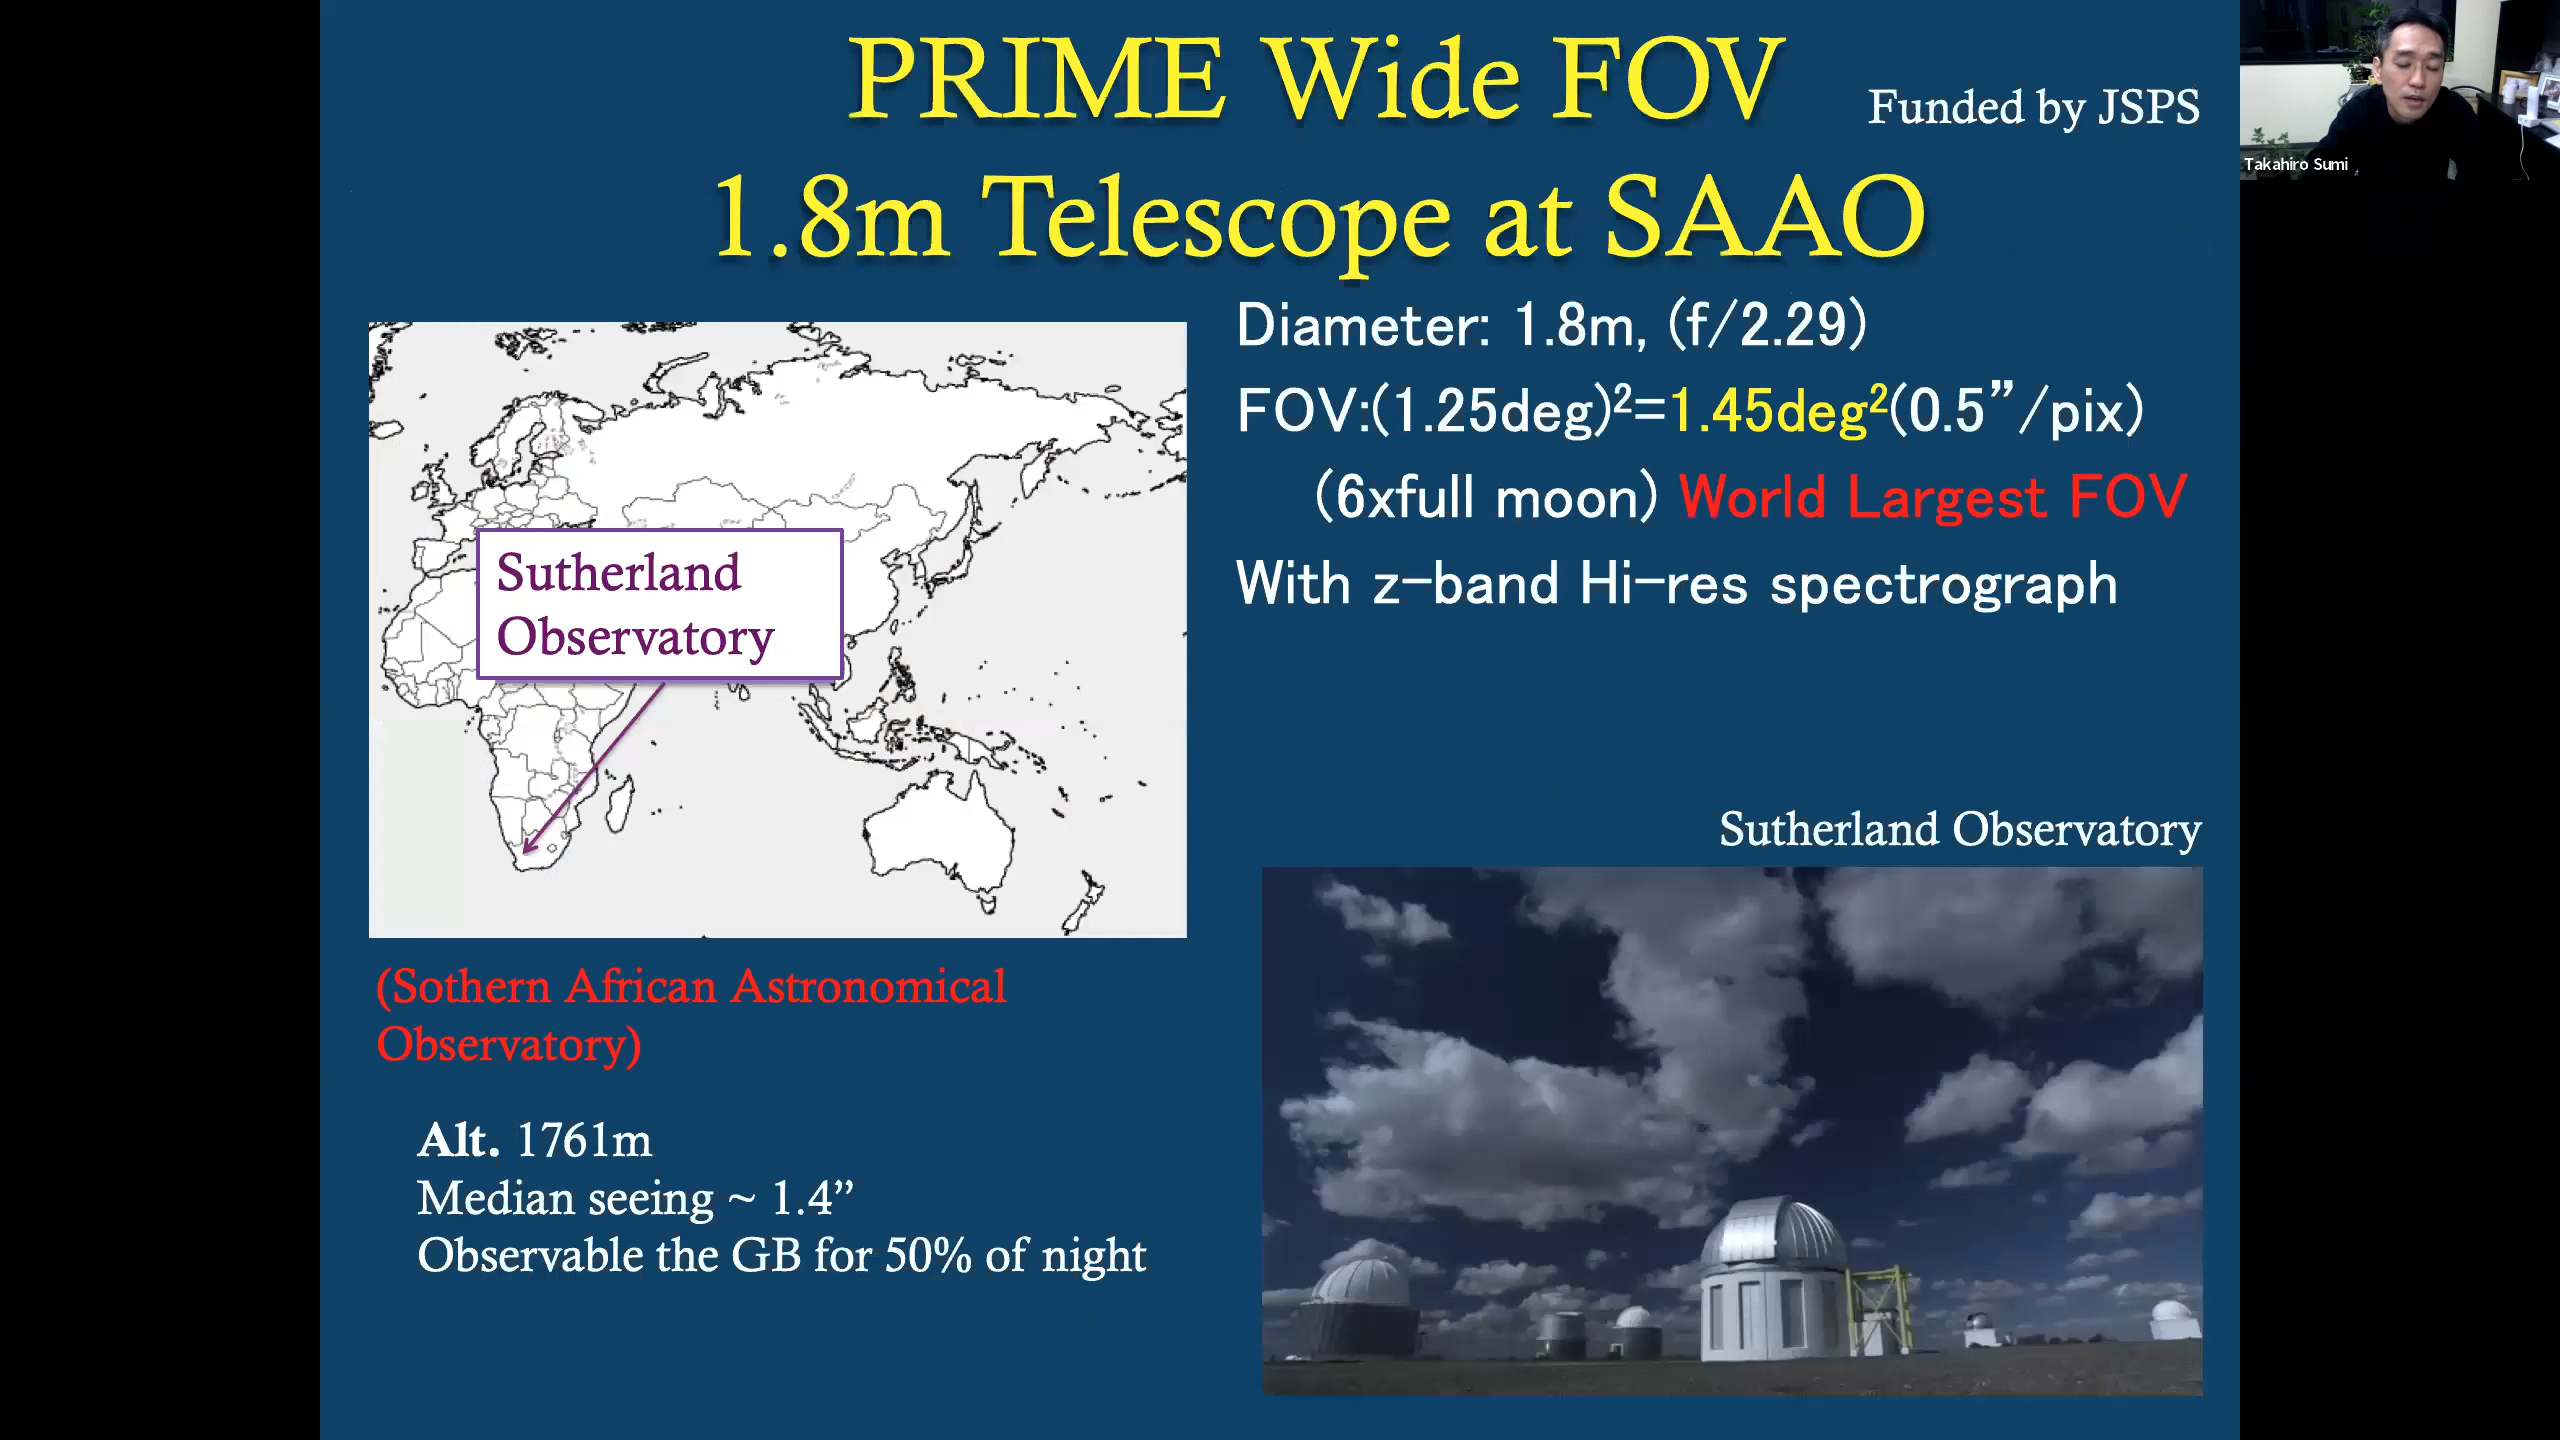 PRIME Wide FOV
Funded by JSPS
1.8m Telescope at SAAO
Takahiro Sumi
Diameter: 1.8m, (f/2.29)
FOV:(1.25deg)²=1.45deg²(0.5”/pix)
(6xfull moon) World Largest FOV
With z-band Hi-res spectrograph
Sutherland
Observatory
(Sothern African Astronomical
Observatory)
Alt. 1761m
Median seeing ~ 1.4”
Observable the GB for 50% of night
Sutherland Observatory